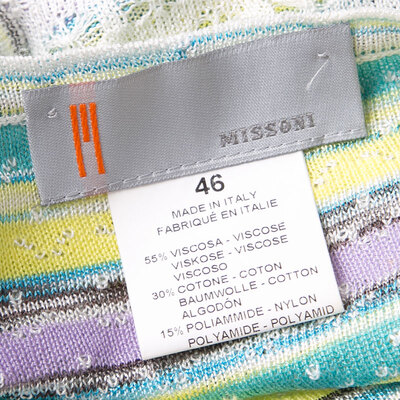 MISSONI
46
MADE IN ITALY
FABRIQUÉ EN ITALIE
55% VISCOSA - VISCOSE
VISKOSE - VISCOSE
VISCOSO
30% COTONE - COTON
BAUMWOLLE - COTTON
ALGODÓN
15% POLIAMMIDE - NYLON
POLYAMIDE - POLYAMID